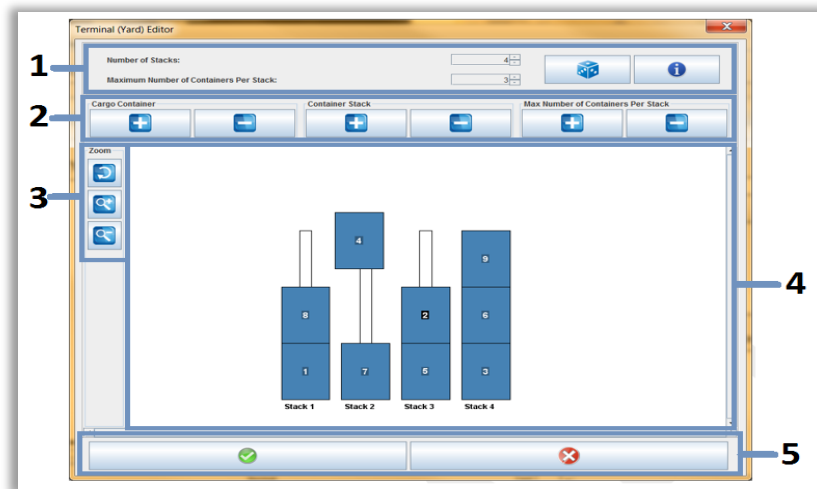 Terminal (Yard) Editor
1
Number of Stacks:
4
Maximum Number of Containers Per Stack:
3
2
Cargo Container
Container Stack
Max Number of Containers Per Stack
3
Zoom
4
9
8
2
6
1
7
5
3
Stack 1
Stack 2
Stack 3
Stack 4
4
5